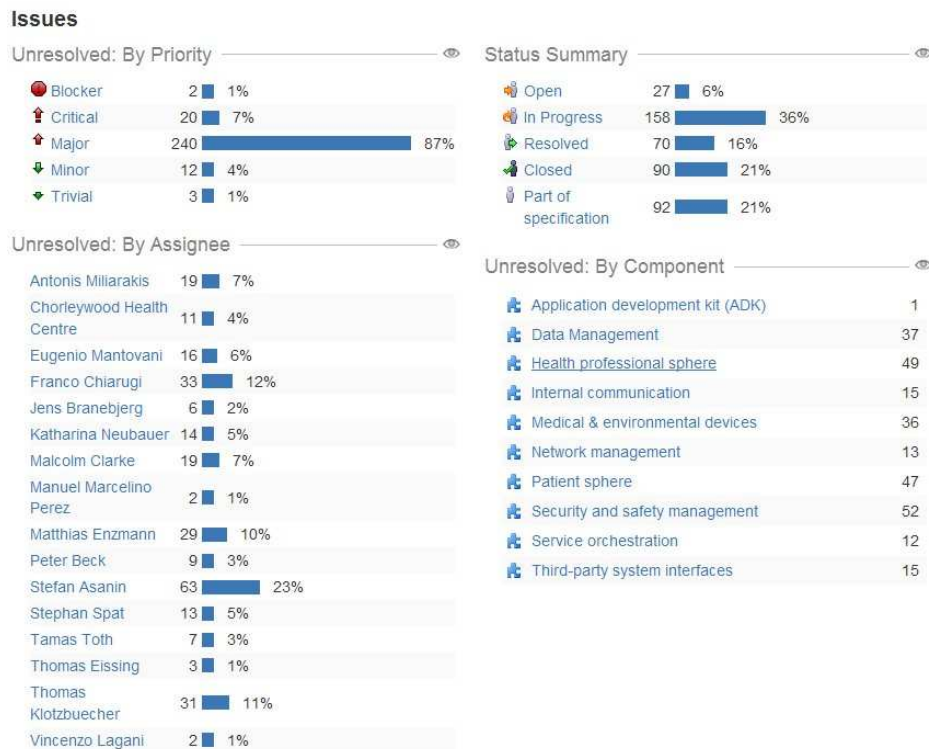 Issues
Unresolved: By Priority
Blocker 2 1%
Critical 20 7%
Major 240 87%
Minor 12 4%
Trivial 3 1%
Unresolved: By Assignee
Antonis Miliarakis 19 7%
Chorleywood Health
Centre 11 4%
Eugenio Mantovani 16 6%
Franco Chiarugi 33 12%
Jens Branebjerg 6 2%
Katharina Neubauer 14 5%
Malcolm Clarke 19 7%
Manuel Marcelino
Perez 2 1%
Matthias Enzmann 29 10%
Peter Beck 9 3%
Stefan Asanin 63 23%
Stephan Spat 13 5%
Tamas Toth 7 3%
Thomas Eissing 3 1%
Thomas
Klotzbuecher 31 11%
Vincenzo Lagani 2 1%
Status Summary
Open 27 6%
In Progress 158 36%
Resolved 70 16%
Closed 90 21%
Part of
specification 92 21%
Unresolved: By Component
Application development kit (ADK) 1
Data Management 37
Health professional sphere 49
Internal communication 15
Medical & environmental devices 36
Network management 13
Patient sphere 47
Security and safety management 52
Service orchestration 12
Third-party system interfaces 15